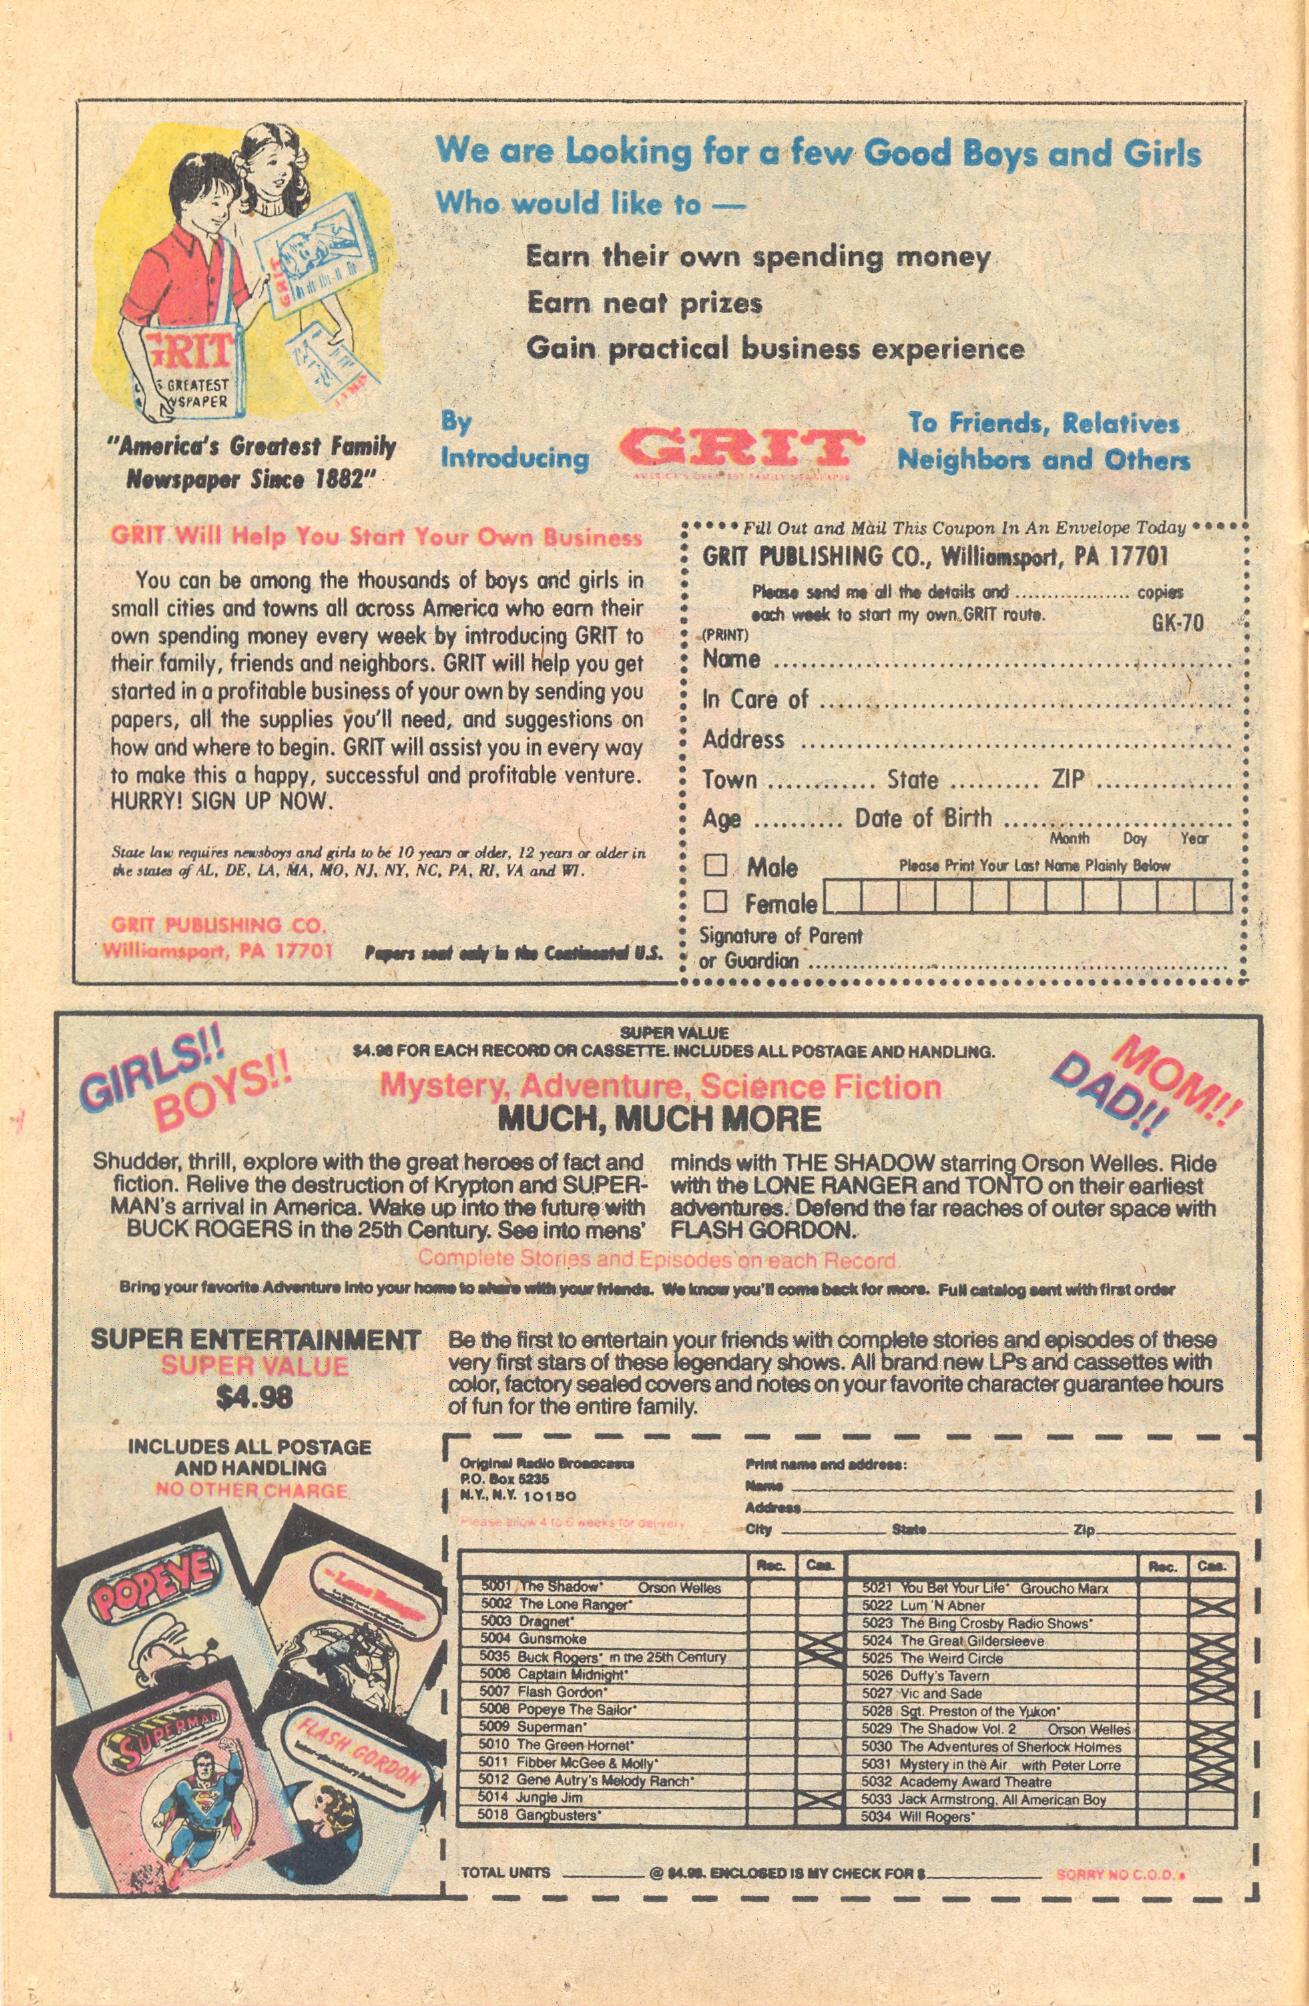 We are Looking for a few Good Boys and Girls
Who would like to —
Earn their own spending money
Earn neat prizes
Gain practical business experience
GRIT
GRIT
GRIT
GREATEST
"America's Greatest Family
Newspaper Since 1882"
By
Introducing
GRIT
AMERICA'S GREATEST FAMILY NEWSPAPER
To Friends, Relatives
Neighbors and Others
GRIT Will Help You Start Your Own Business
You can be among the thousands of boys and girls in
small cities and towns all across America who earn their
own spending money every week by introducing GRIT to
their family, friends and neighbors. GRIT will help you get
started in a profitable business of your own by sending you
papers, all the supplies you'll need, and suggestions on
how and where to begin. GRIT will assist you in every way
to make this a happy, successful and profitable venture.
HURRY! SIGN UP NOW.
State law requires newsboys and girls to be 10 years or older, 12 years or older in
the states of AL, DE, LA, MA, MO, NJ, NY, NC, PA, RI, VA and WI.
GRIT PUBLISHING CO.
Williamsport, PA 17701
Papers sent only in the Continental U.S.
Fill Out and Mail This Coupon In An Envelope Today
GRIT PUBLISHING CO., Williamsport, PA 17701
Please send me all the details and .................. copies
each week to start my own GRIT route.
GK-70
(PRINT)
Name
In Care of
Address
Town ............ State .......... ZIP
Age .......... Date of Birth
Month Day Year
Male
Please Print Your Last Name Plainly Below
Female
Signature of Parent
or Guardian
GIRLS!!
BOYS!!
SUPER VALUE
$4.98 FOR EACH RECORD OR CASSETTE. INCLUDES ALL POSTAGE AND HANDLING.
Mystery, Adventure, Science Fiction
MUCH, MUCH MORE
MOM!!
DAD!!
Shudder, thrill, explore with the great heroes of fact and
fiction. Relive the destruction of Krypton and SUPER-
MAN's arrival in America. Wake up into the future with
BUCK ROGERS in the 25th Century. See into mens'
minds with THE SHADOW starring Orson Welles. Ride
with the LONE RANGER and TONTO on their earliest
adventures. Defend the far reaches of outer space with
FLASH GORDON.
Complete Stories and Episodes on each Record.
Bring your favorite Adventure into your home to share with your friends. We know you'll come back for more. Full catalog sent with first order
SUPER ENTERTAINMENT
SUPER VALUE
$4.98
Be the first to entertain your friends with complete stories and episodes of these
very first stars of these legendary shows. All brand new LPs and cassettes with
color, factory sealed covers and notes on your favorite character guarantee hours
of fun for the entire family.
INCLUDES ALL POSTAGE
AND HANDLING
NO OTHER CHARGE
POPEYE
Lone Ranger
SUPERMAN
FLASH GORDON
Original Radio Broadcasts
P.O. Box 5235
N.Y., N.Y. 10150
Please allow 4 to 6 weeks for delivery
Print name and address:
Name
Address
City State Zip
Rec. Cas.
5001 The Shadow* Orson Welles
5002 The Lone Ranger*
5003 Dragnet*
5004 Gunsmoke
5035 Buck Rogers* in the 25th Century
5006 Captain Midnight*
5007 Flash Gordon*
5008 Popeye The Sailor*
5009 Superman*
5010 The Green Hornet*
5011 Fibber McGee & Molly*
5012 Gene Autry's Melody Ranch*
5014 Jungle Jim
5018 Gangbusters*
Rec. Cas.
5021 You Bet Your Life* Groucho Marx
5022 Lum 'N Abner
5023 The Bing Crosby Radio Shows*
5024 The Great Gildersleeve
5025 The Weird Circle
5026 Duffy's Tavern
5027 Vic and Sade
5028 Sgt. Preston of the Yukon*
5029 The Shadow Vol. 2 Orson Welles
5030 The Adventures of Sherlock Holmes
5031 Mystery in the Air with Peter Lorre
5032 Academy Award Theatre
5033 Jack Armstrong, All American Boy
5034 Will Rogers*
TOTAL UNITS ________ @ $4.98. ENCLOSED IS MY CHECK FOR $
SORRY NO C.O.D.s